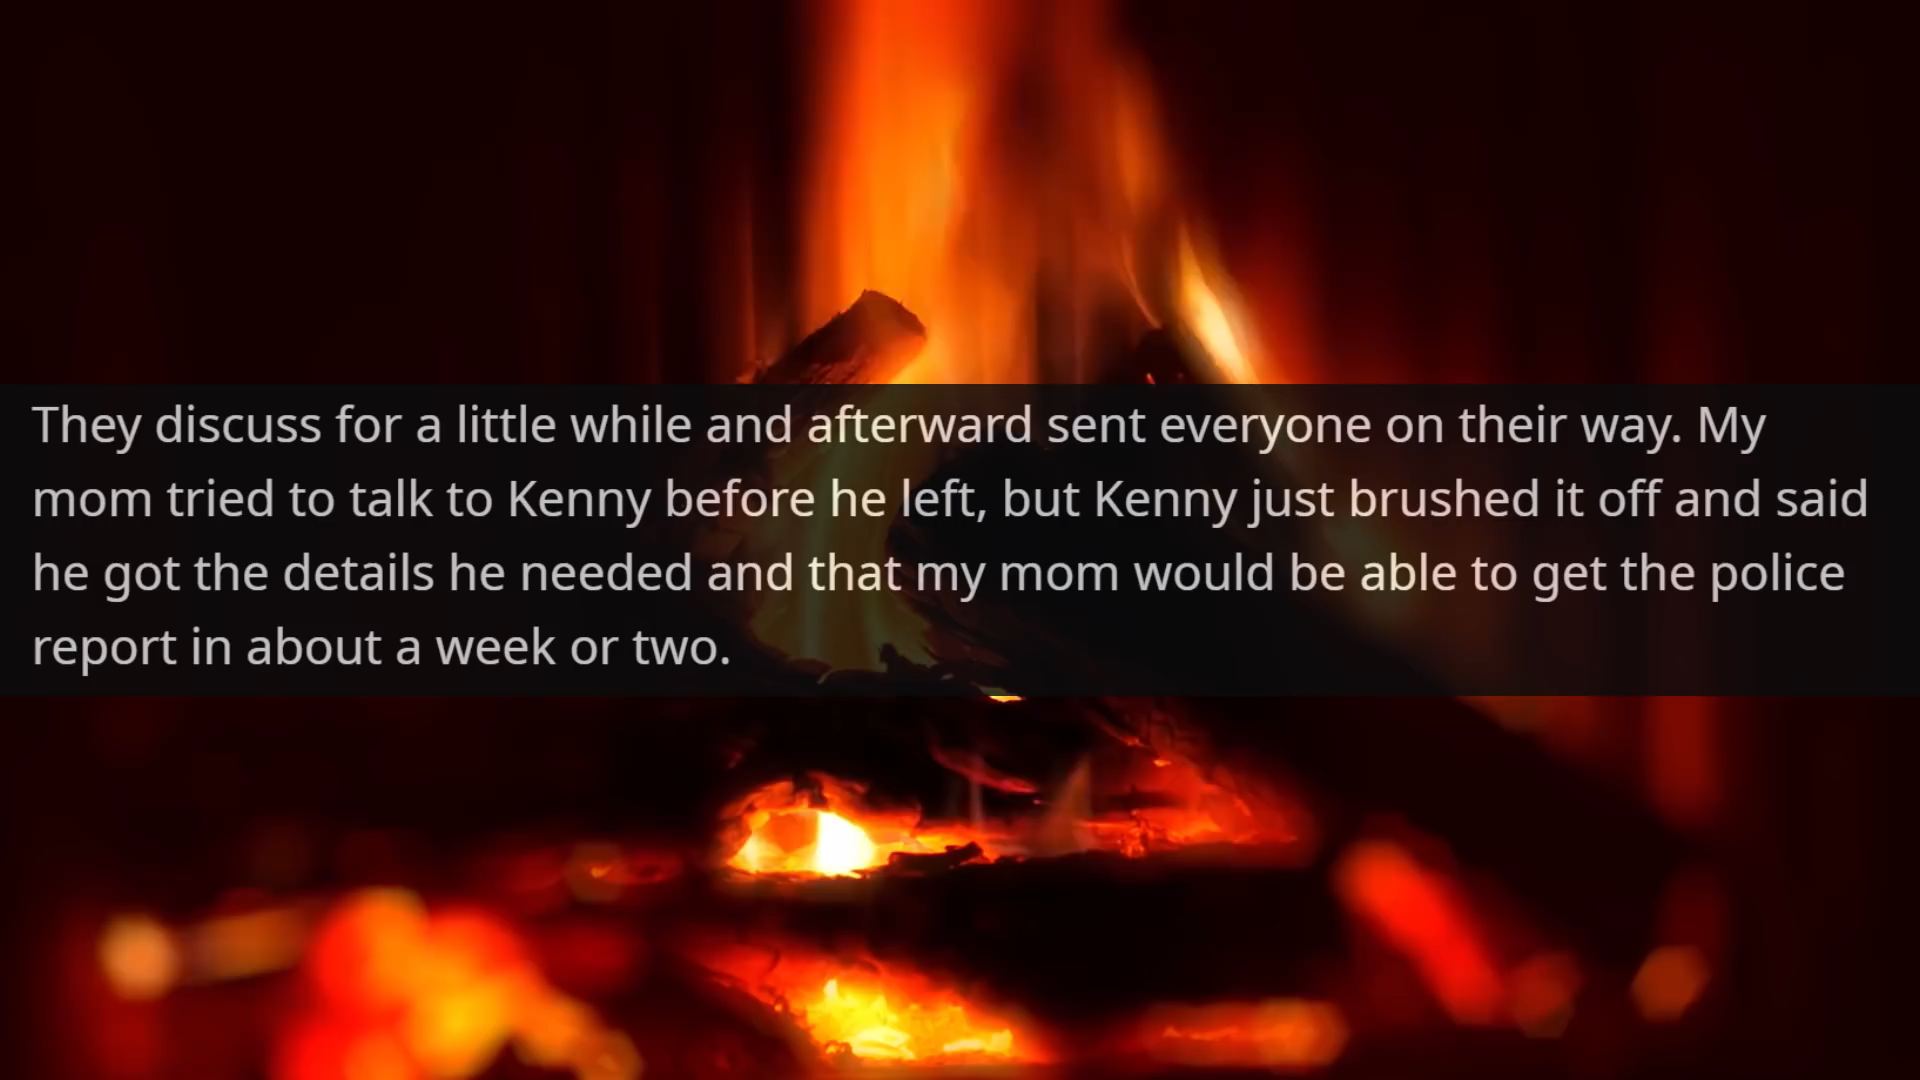 They discuss for a little while and afterward sent everyone on their way. My
mom tried to talk to Kenny before he left, but Kenny just brushed it off and said
he got the details he needed and that my mom would be able to get the police
report in about a week or two.